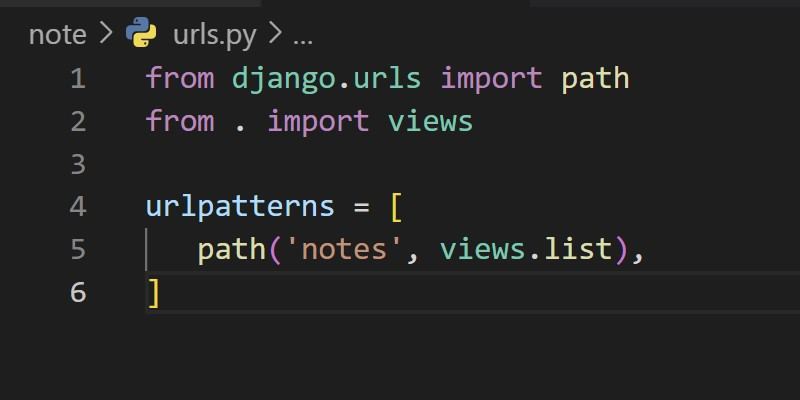 note > urls.py > ...
1 from django.urls import path
2 from . import views
3
4 urlpatterns = [
5    path('notes', views.list),
6 ]